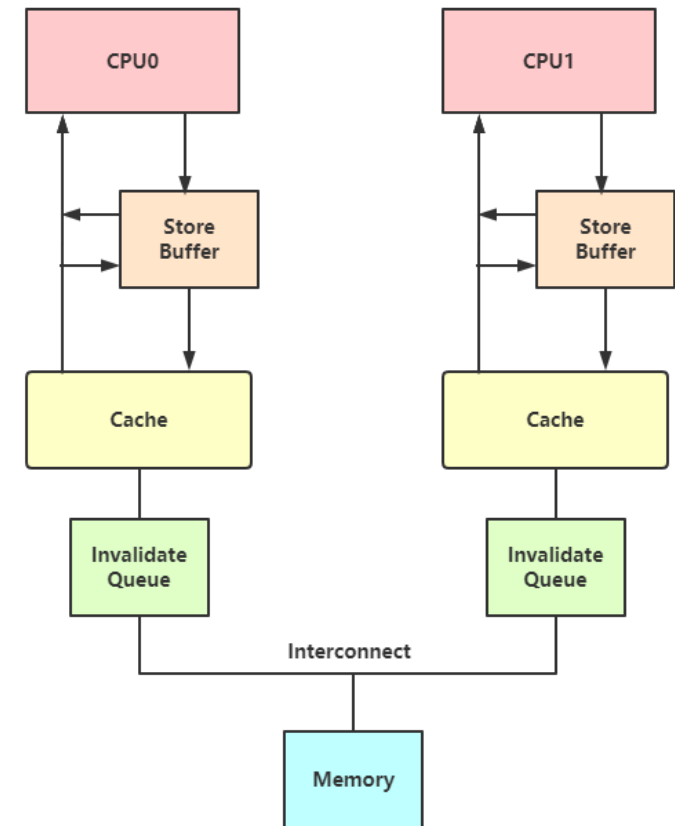 CPU0
CPU1
Store
Buffer
Store
Buffer
Cache
Cache
Invalidate
Queue
Invalidate
Queue
Interconnect
Memory